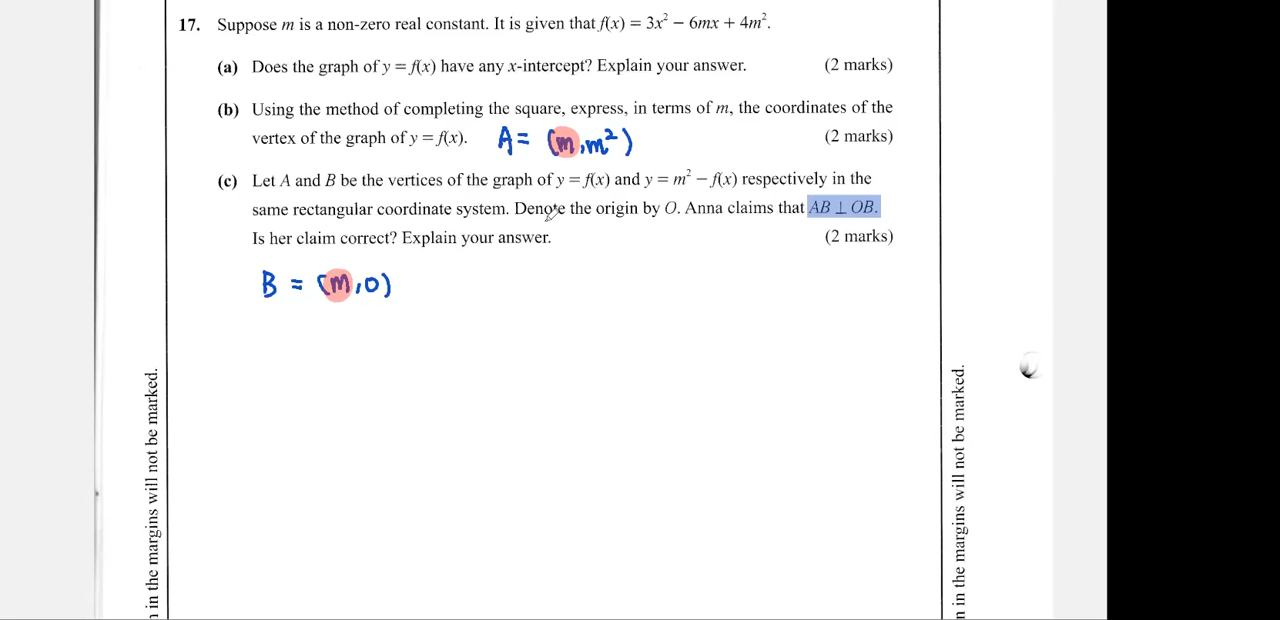 17. Suppose m is a non-zero real constant. It is given that f(x) = 3x² − 6mx + 4m².
(a) Does the graph of y = f(x) have any x-intercept? Explain your answer. (2 marks)
(b) Using the method of completing the square, express, in terms of m, the coordinates of the
vertex of the graph of y = f(x). A = (m, m²) (2 marks)
(c) Let A and B be the vertices of the graph of y = f(x) and y = m² − f(x) respectively in the
same rectangular coordinate system. Denote the origin by O. Anna claims that AB ⊥ OB.
Is her claim correct? Explain your answer. (2 marks)
B = (m, 0)
in the margins will not be marked.
n in the margins will not be marked.